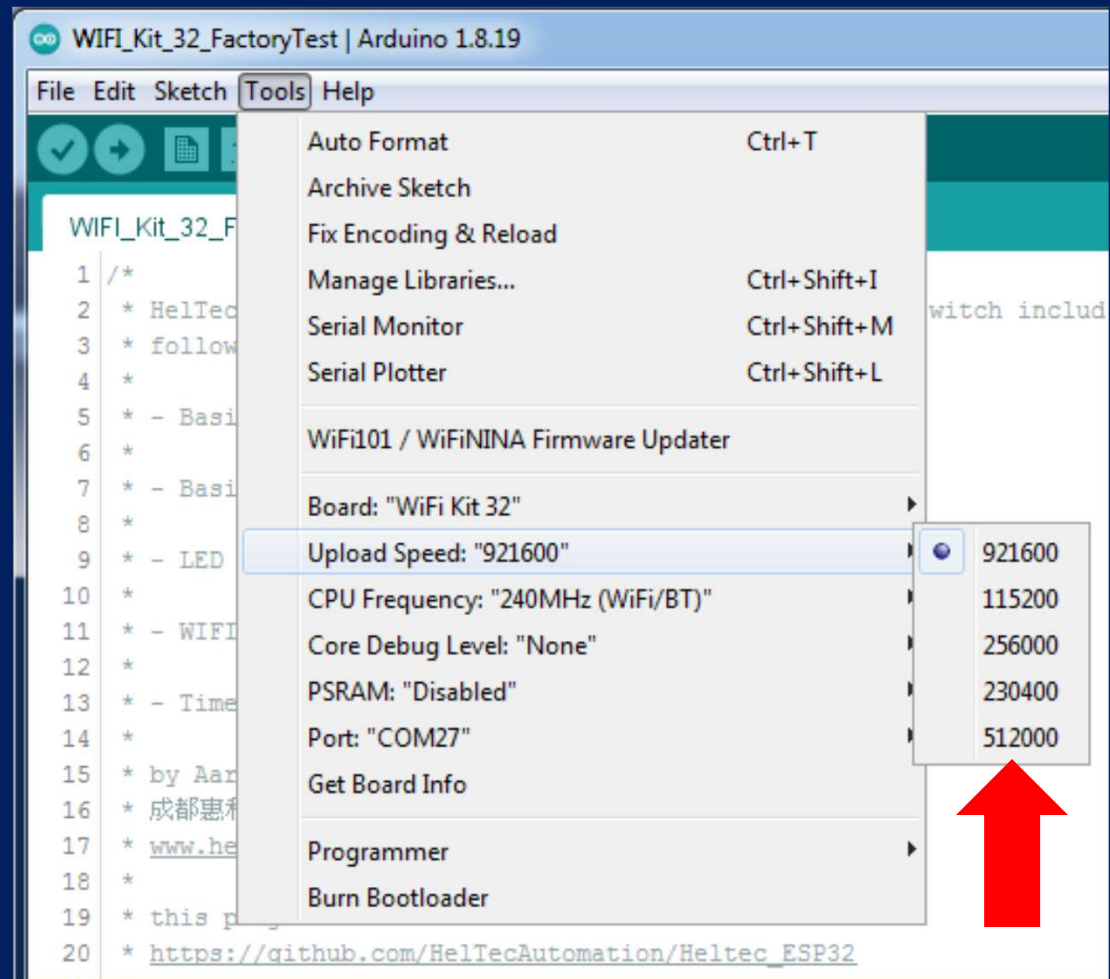 WIFI_Kit_32_FactoryTest | Arduino 1.8.19
File Edit Sketch Tools Help
Auto Format Ctrl+T
Archive Sketch
Fix Encoding & Reload
Manage Libraries... Ctrl+Shift+I
Serial Monitor Ctrl+Shift+M
Serial Plotter Ctrl+Shift+L
WiFi101 / WiFiNINA Firmware Updater
Board: "WiFi Kit 32"
Upload Speed: "921600"
CPU Frequency: "240MHz (WiFi/BT)"
Core Debug Level: "None"
PSRAM: "Disabled"
Port: "COM27"
Get Board Info
Programmer
Burn Bootloader
921600
115200
256000
230400
512000
WIFI_Kit_32_F
1 /*
2 * HelTec witch includ
3 * follow
4 *
5 * - Basi
6 *
7 * - Basi
8 *
9 * - LED
10 *
11 * - WIFI
12 *
13 * - Time
14 *
15 * by Aar
16 * 成都惠
17 * www.he
18 *
19 * this p
20 * https://github.com/HelTecAutomation/Heltec_ESP32